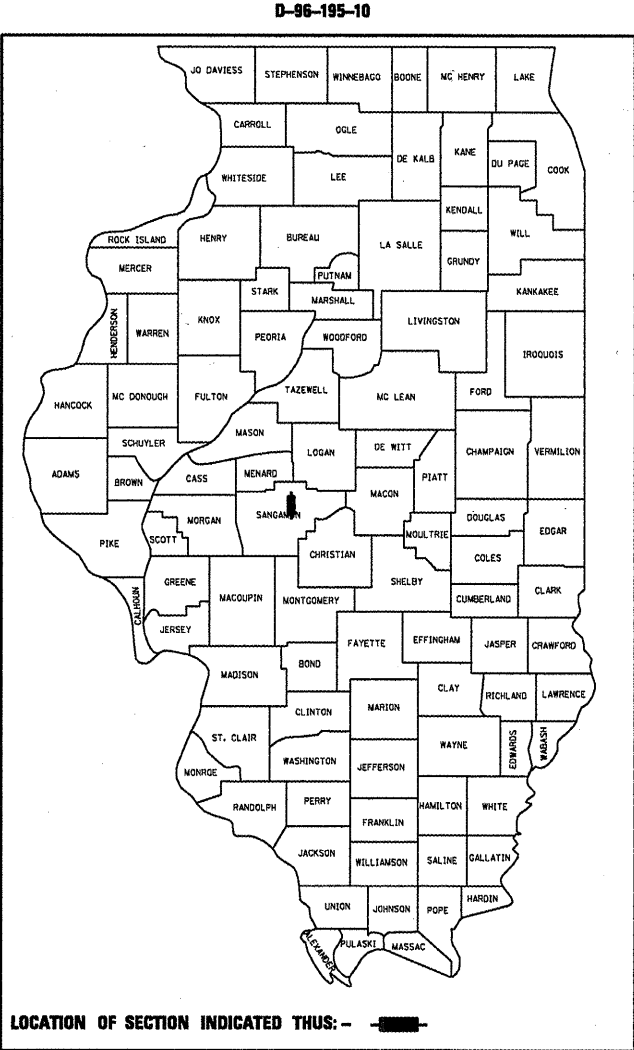 D-96-195-10
JO DAVIESS
STEPHENSON
WINNEBAGO
BOONE
MC HENRY
LAKE
CARROLL
OGLE
DE KALB
KANE
DU PAGE
COOK
WHITESIDE
LEE
KENDALL
WILL
ROCK ISLAND
HENRY
BUREAU
LA SALLE
GRUNDY
MERCER
PUTNAM
KANKAKEE
STARK
MARSHALL
HENDERSON
WARREN
KNOX
PEORIA
WOODFORD
LIVINGSTON
IROQUOIS
HANCOCK
MC DONOUGH
FULTON
TAZEWELL
MC LEAN
FORD
SCHUYLER
MASON
LOGAN
DE WITT
CHAMPAIGN
VERMILION
ADAMS
BROWN
CASS
MENARD
MACON
PIATT
PIKE
SCOTT
MORGAN
SANGAMON
CHRISTIAN
MOULTRIE
DOUGLAS
EDGAR
COLES
CALHOUN
GREENE
MACOUPIN
MONTGOMERY
SHELBY
CUMBERLAND
CLARK
JERSEY
FAYETTE
EFFINGHAM
JASPER
CRAWFORD
MADISON
BOND
CLAY
RICHLAND
LAWRENCE
CLINTON
MARION
ST. CLAIR
WAYNE
EDWARDS
WABASH
MONROE
WASHINGTON
JEFFERSON
RANDOLPH
PERRY
HAMILTON
WHITE
FRANKLIN
JACKSON
WILLIAMSON
SALINE
GALLATIN
UNION
JOHNSON
POPE
HARDIN
ALEXANDER
PULASKI
MASSAC
LOCATION OF SECTION INDICATED THUS: -